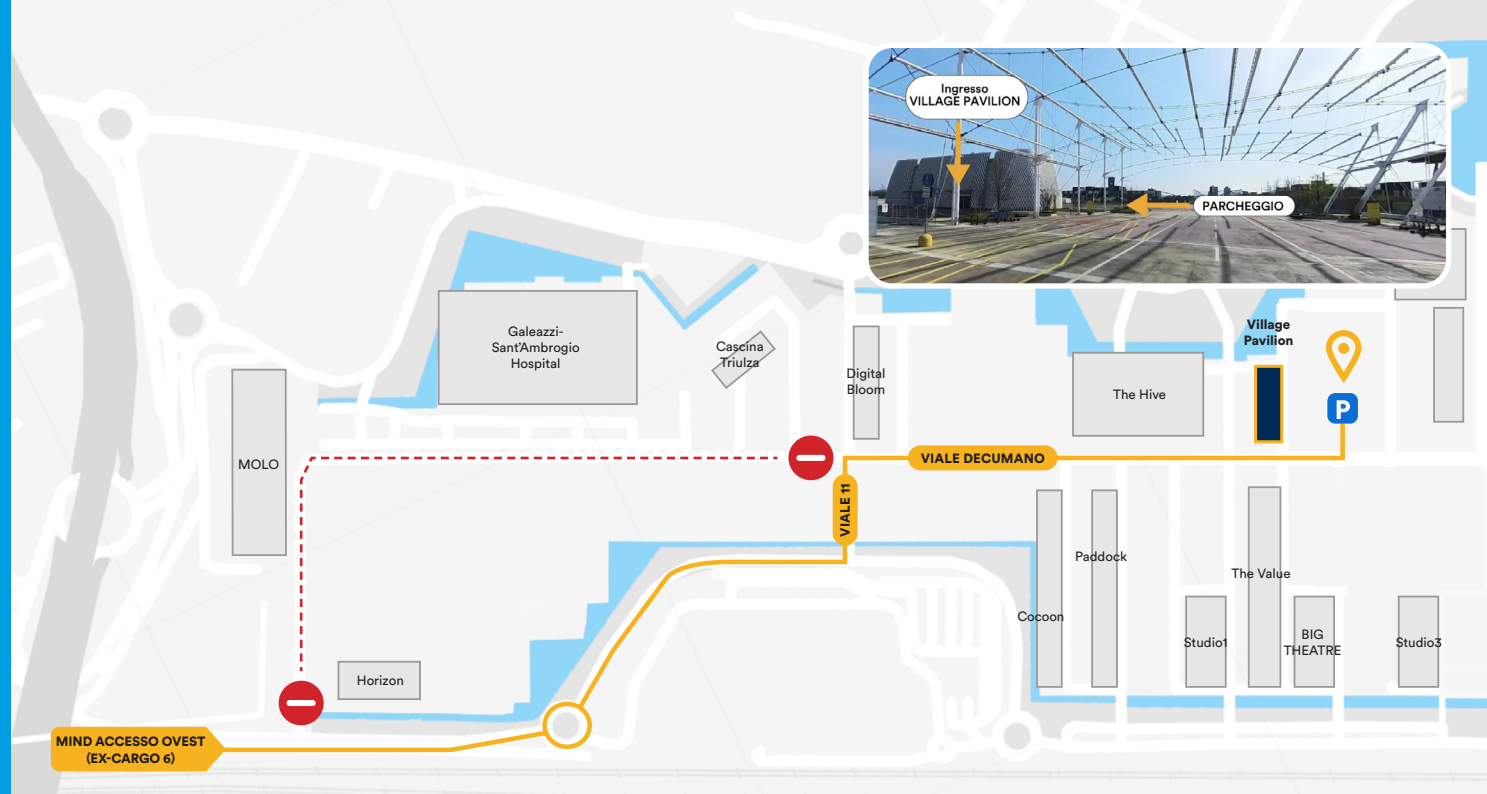 Ingresso
VILLAGE PAVILION
PARCHEGGIO
Galeazzi-
Sant'Ambrogio
Hospital
Cascina
Triulza
Digital
Bloom
The Hive
Village
Pavilion
P
MOLO
VIALE DECUMANO
VIALE 11
Paddock
The Value
Cocoon
Studio1
BIG
THEATRE
Studio3
Horizon
MIND ACCESSO OVEST
(EX-CARGO 6)